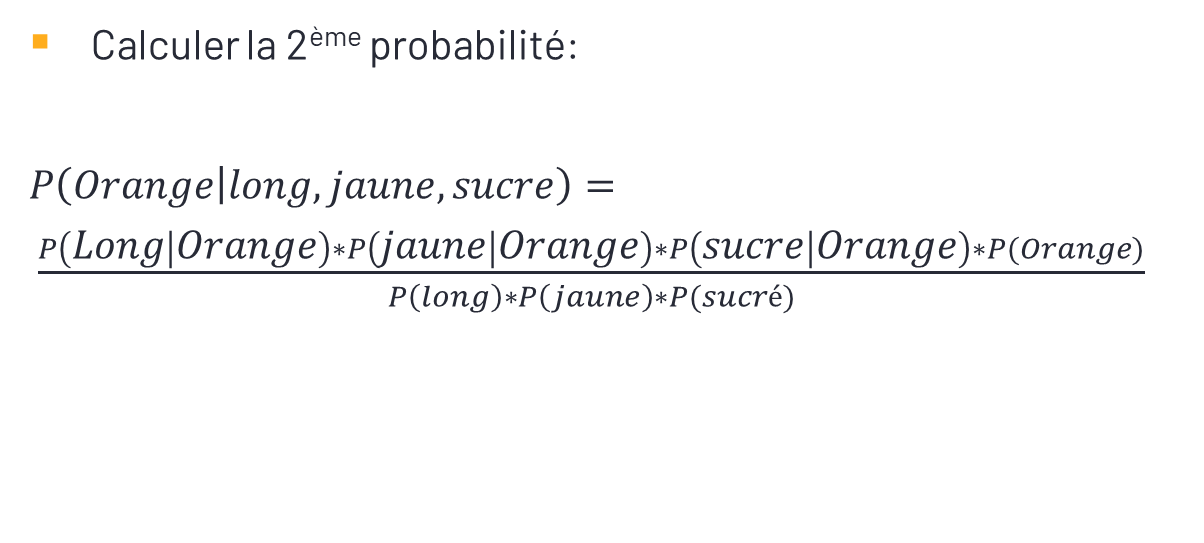 ▪ Calculer la 2ème probabilité:
P(Orange|long, jaune, sucre) =
P(Long|Orange)*P(jaune|Orange)*P(sucre|Orange)*P(Orange)
P(long)*P(jaune)*P(sucré)